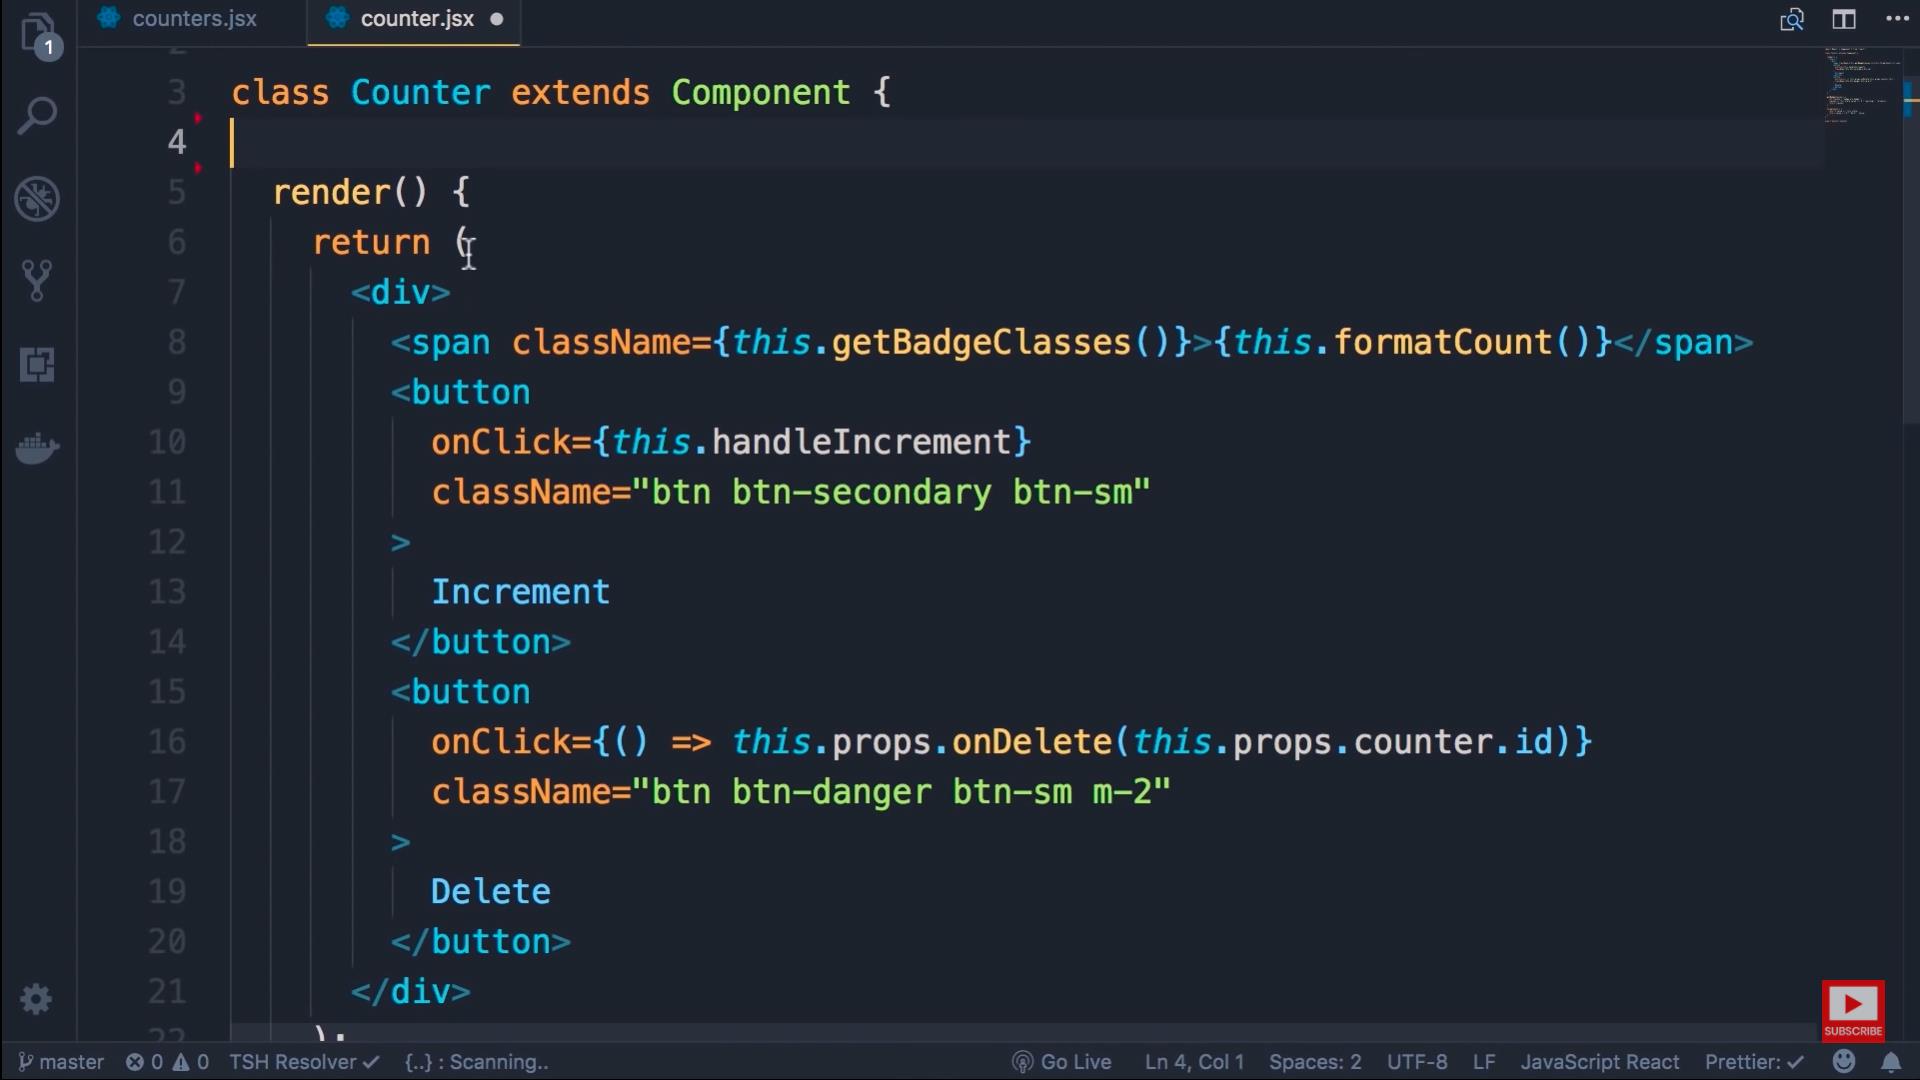 counters.jsx
counter.jsx
1
2
3 class Counter extends Component {
4
5 render() {
6 return (
7 <div>
8 <span className={this.getBadgeClasses()}>{this.formatCount()}</span>
9 <button
10 onClick={this.handleIncrement}
11 className="btn btn-secondary btn-sm"
12 >
13 Increment
14 </button>
15 <button
16 onClick={() => this.props.onDelete(this.props.counter.id)}
17 className="btn btn-danger btn-sm m-2"
18 >
19 Delete
20 </button>
21 </div>
22 );
SUBSCRIBE
master 0 0 TSH Resolver ✓ {..} : Scanning.. Go Live Ln 4, Col 1 Spaces: 2 UTF-8 LF JavaScript React Prettier: ✓